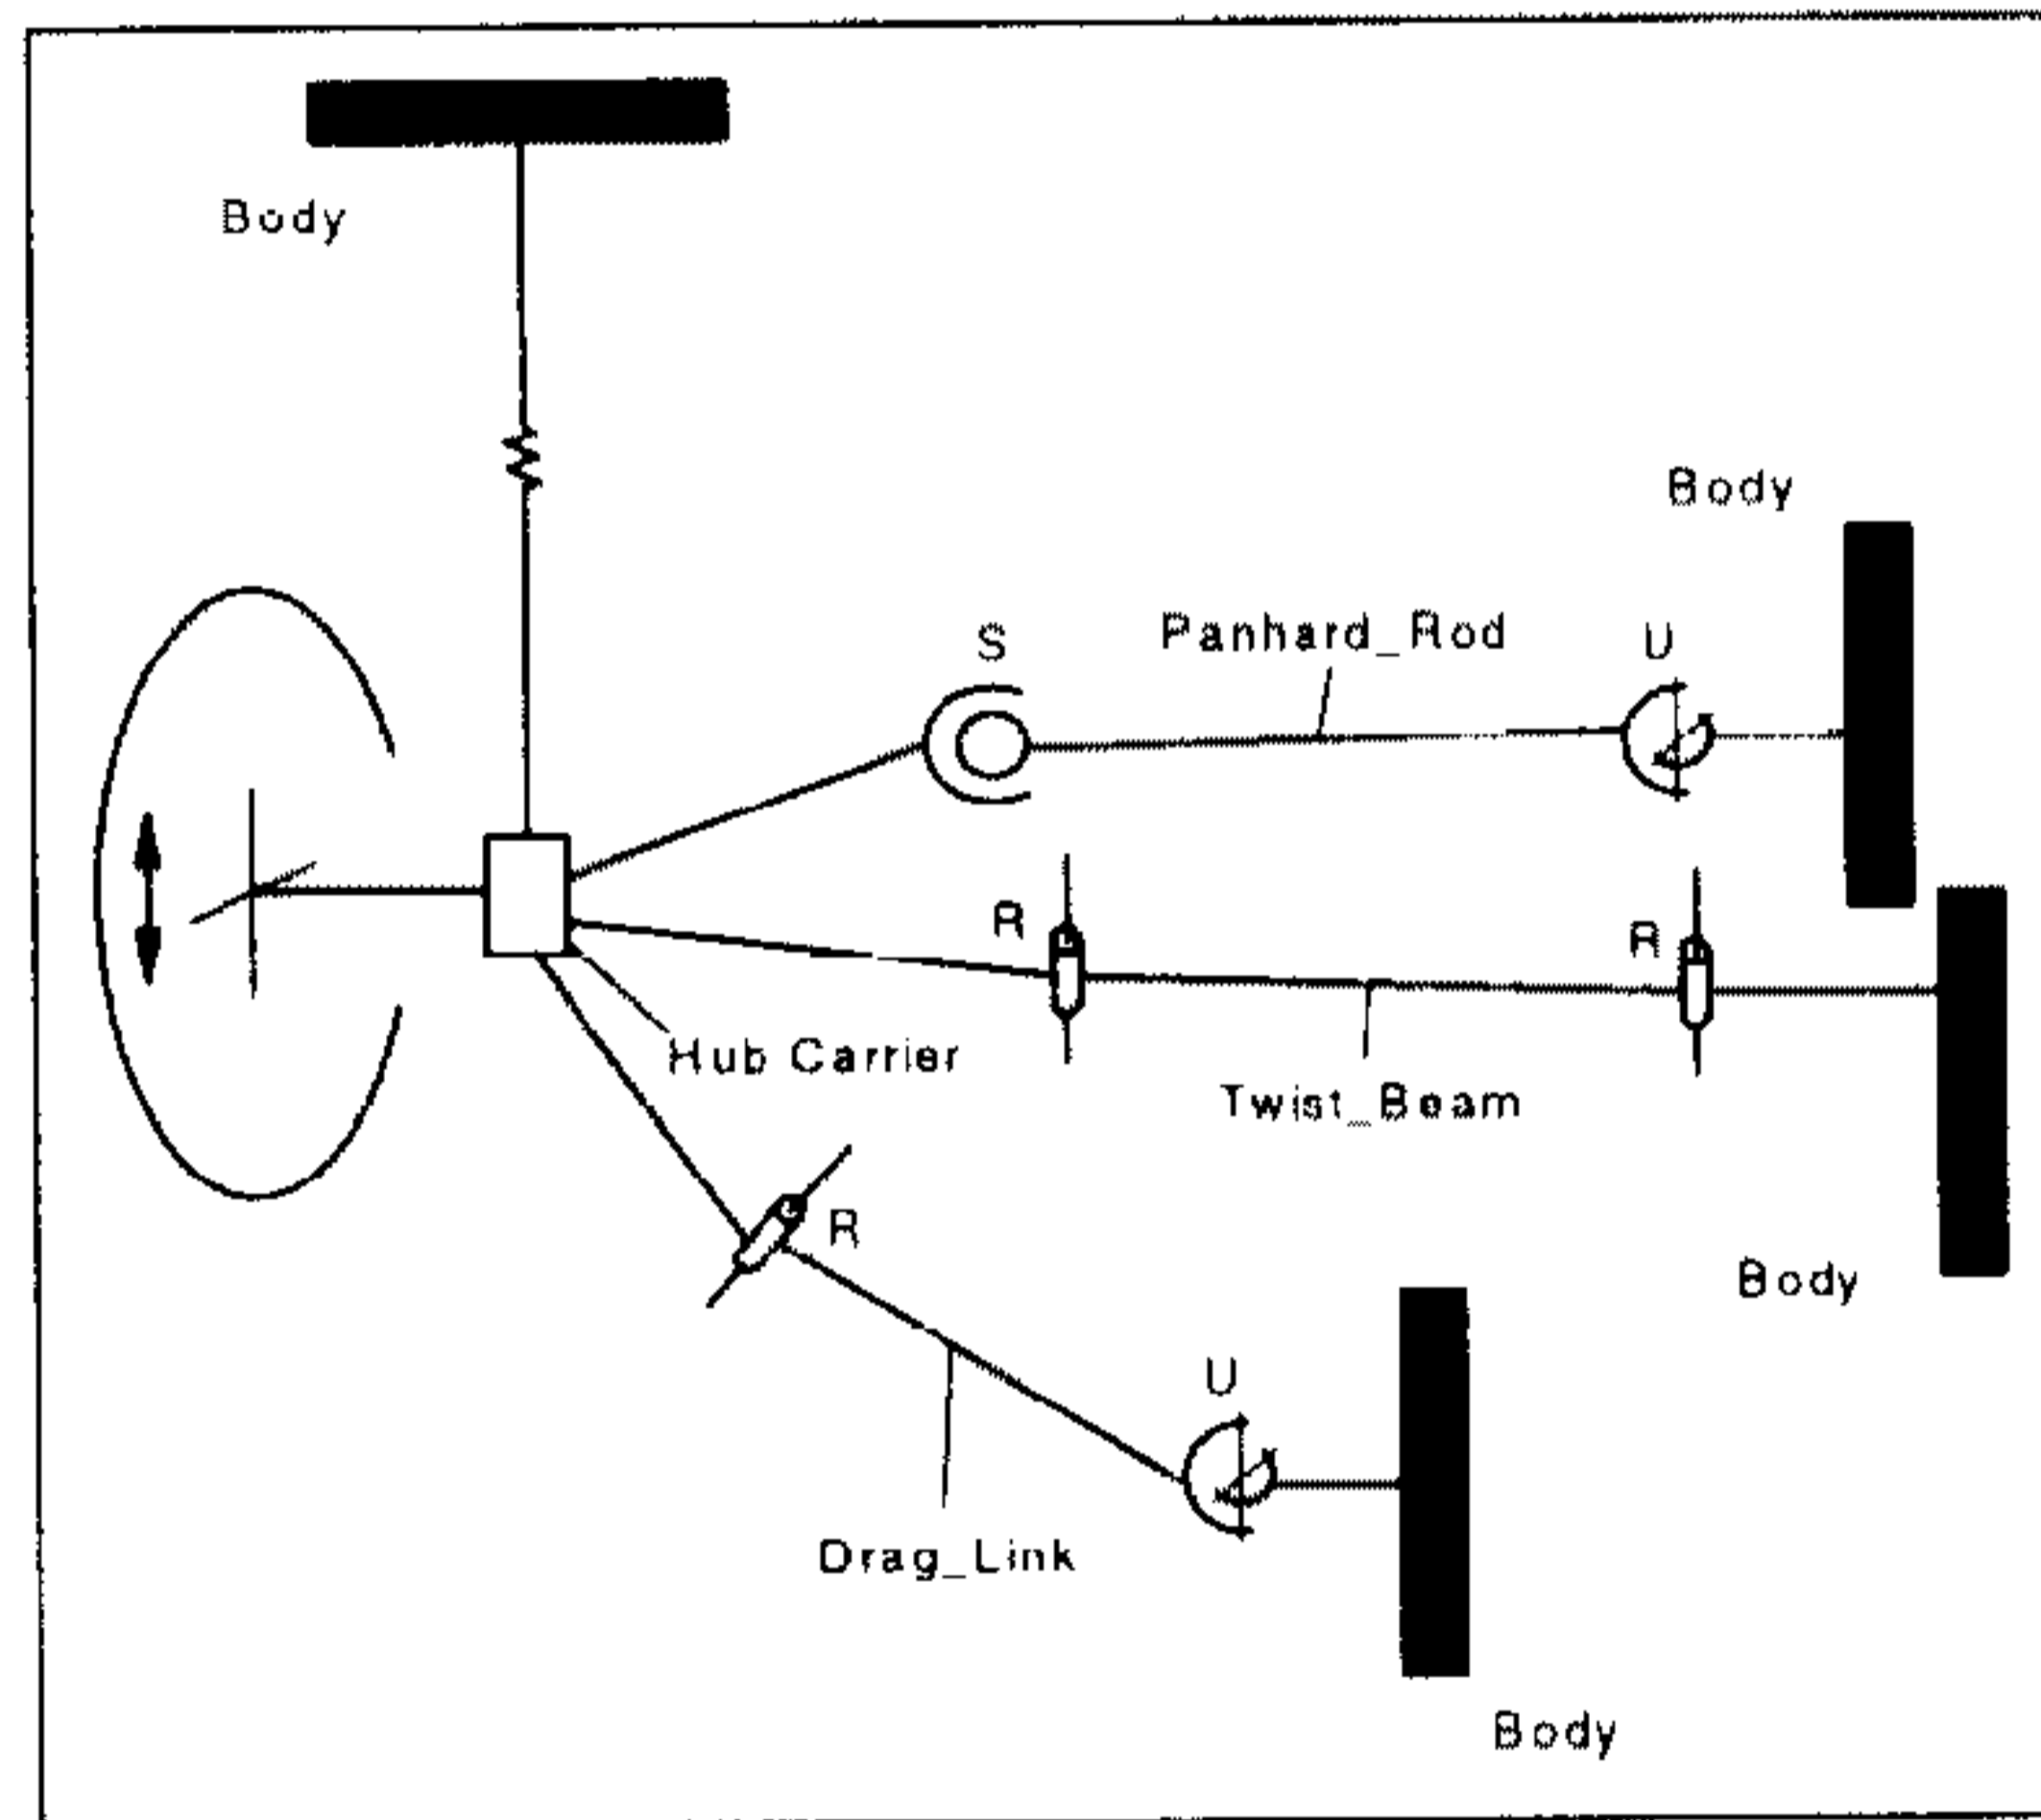 Body
Body
S
Panhard_Rod
U
R
R
Hub Carrier
Twist_Beam
R
Body
U
Drag_Link
Body